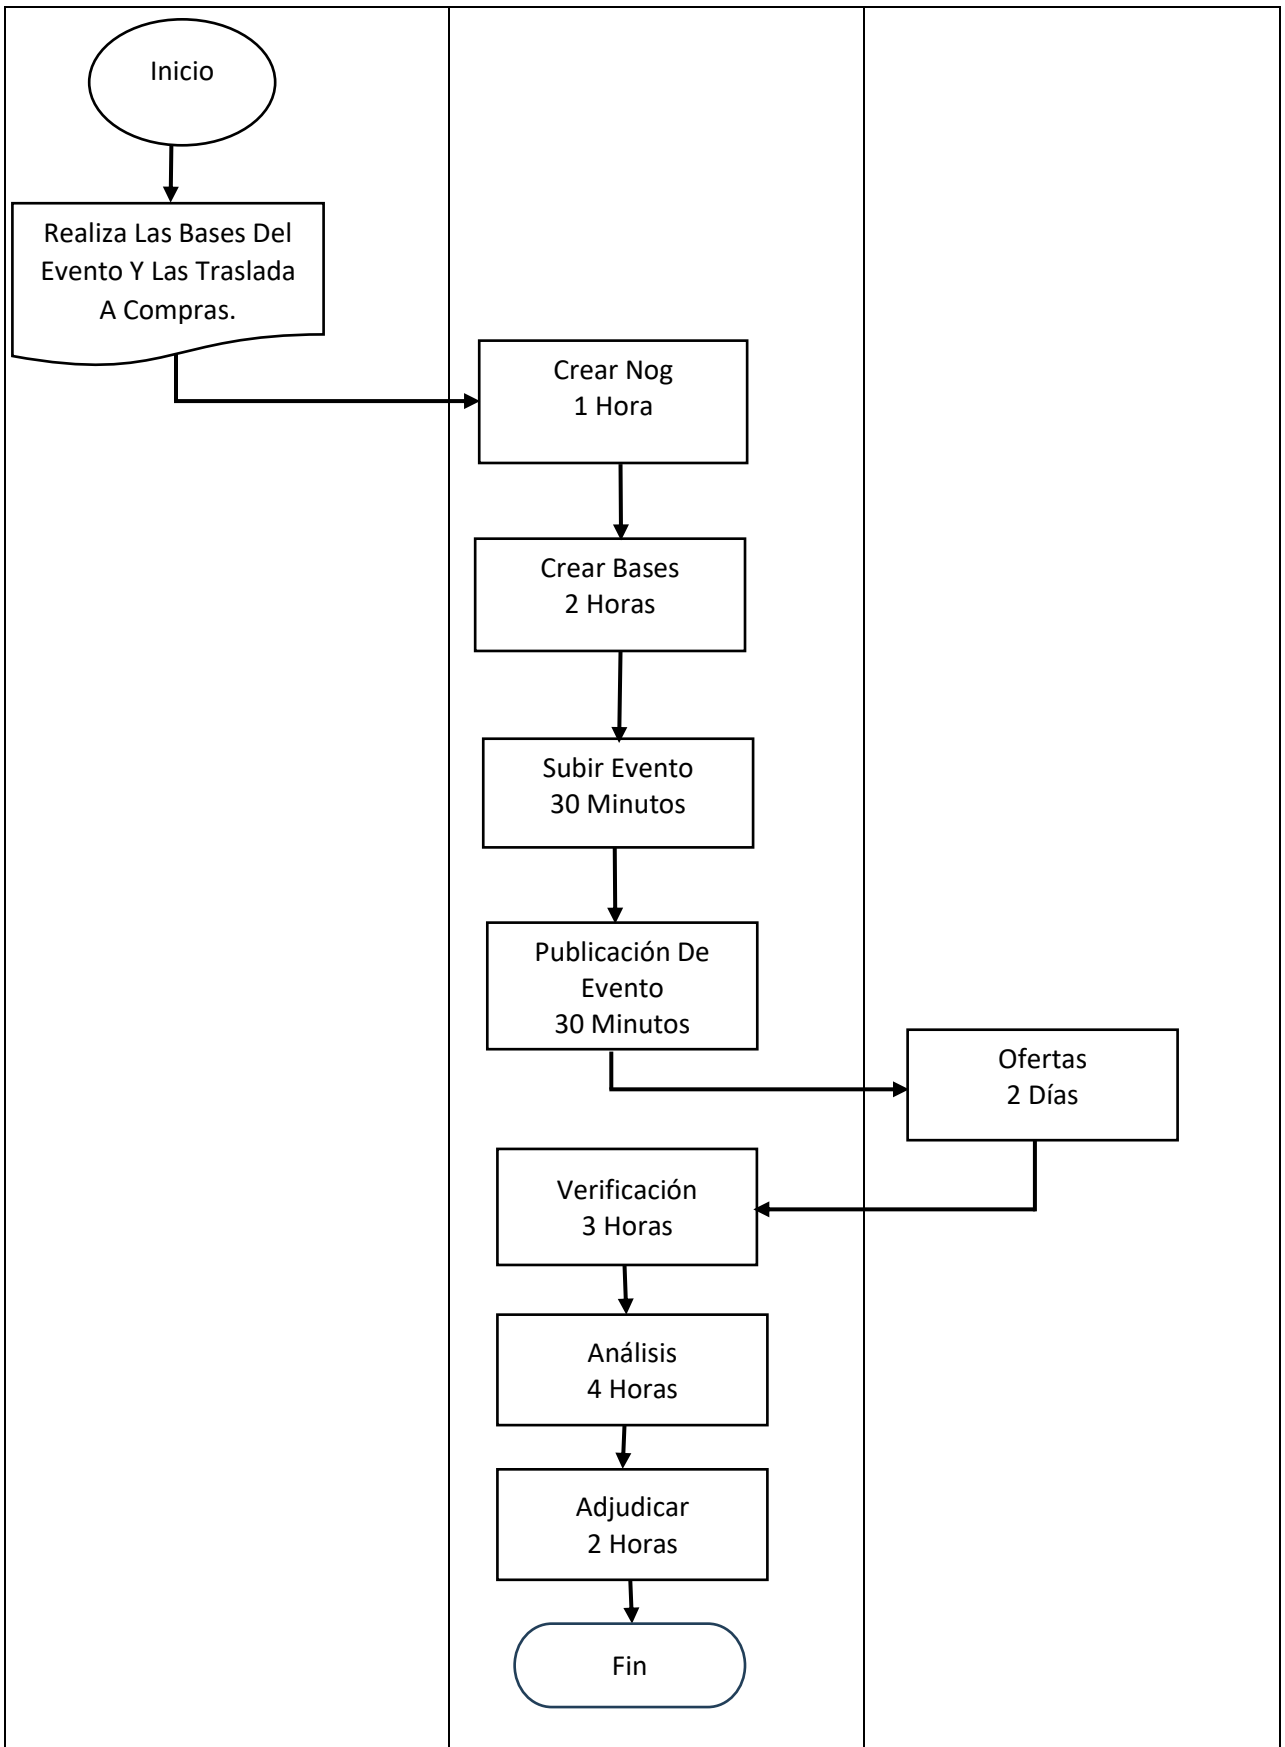 Inicio
Realiza Las Bases Del
Evento Y Las Traslada
A Compras.
Crear Nog
1 Hora
Crear Bases
2 Horas
Subir Evento
30 Minutos
Publicación De
Evento
30 Minutos
Ofertas
2 Días
Verificación
3 Horas
Análisis
4 Horas
Adjudicar
2 Horas
Fin